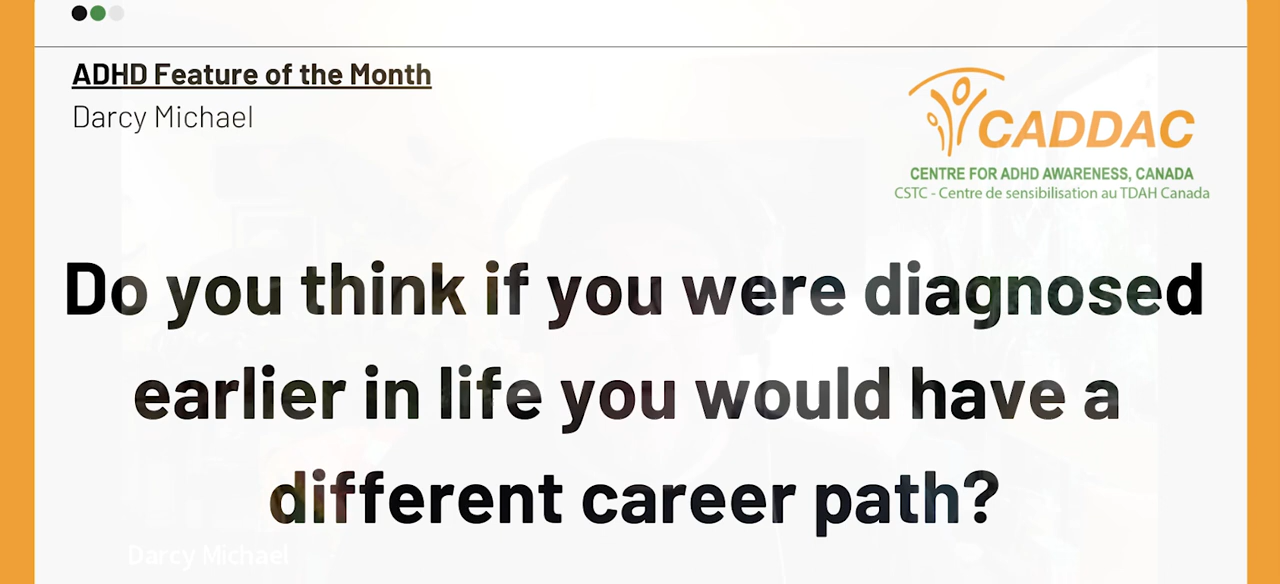 ADHD Feature of the Month
Darcy Michael
CADDAC
CENTRE FOR ADHD AWARENESS, CANADA
CSTC - Centre de sensibilisation au TDAH Canada
Do you think if you were diagnosed
earlier in life you would have a
different career path?
Darcy Michael